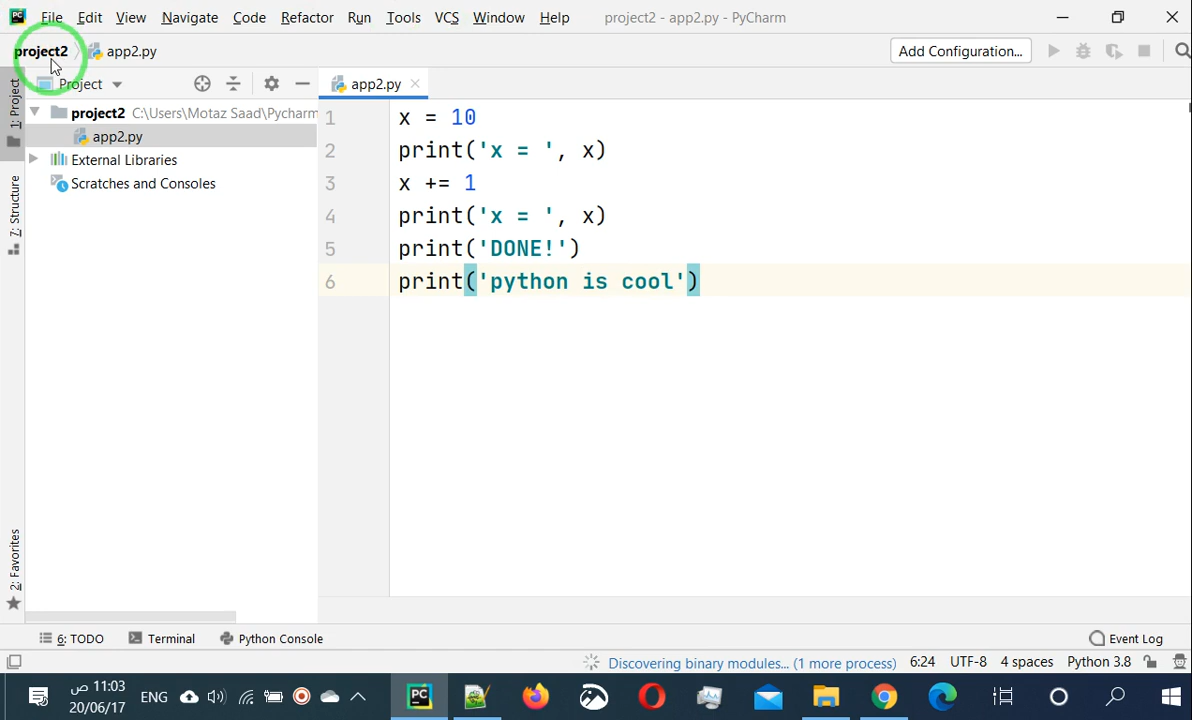 PC File Edit View Navigate Code Refactor Run Tools VCS Window Help project2 - app2.py - PyCharm
project2 app2.py Add Configuration...
Project app2.py
project2 C:\Users\Motaz Saad\Pycharm
app2.py
External Libraries
Scratches and Consoles
1: Project
7: Structure
2: Favorites
1 x = 10
2 print('x = ', x)
3 x += 1
4 print('x = ', x)
5 print('DONE!')
6 print('python is cool')
6: TODO Terminal Python Console Event Log
Discovering binary modules... (1 more process) 6:24 UTF-8 4 spaces Python 3.8
11:03 ص ENG PC
20/06/17